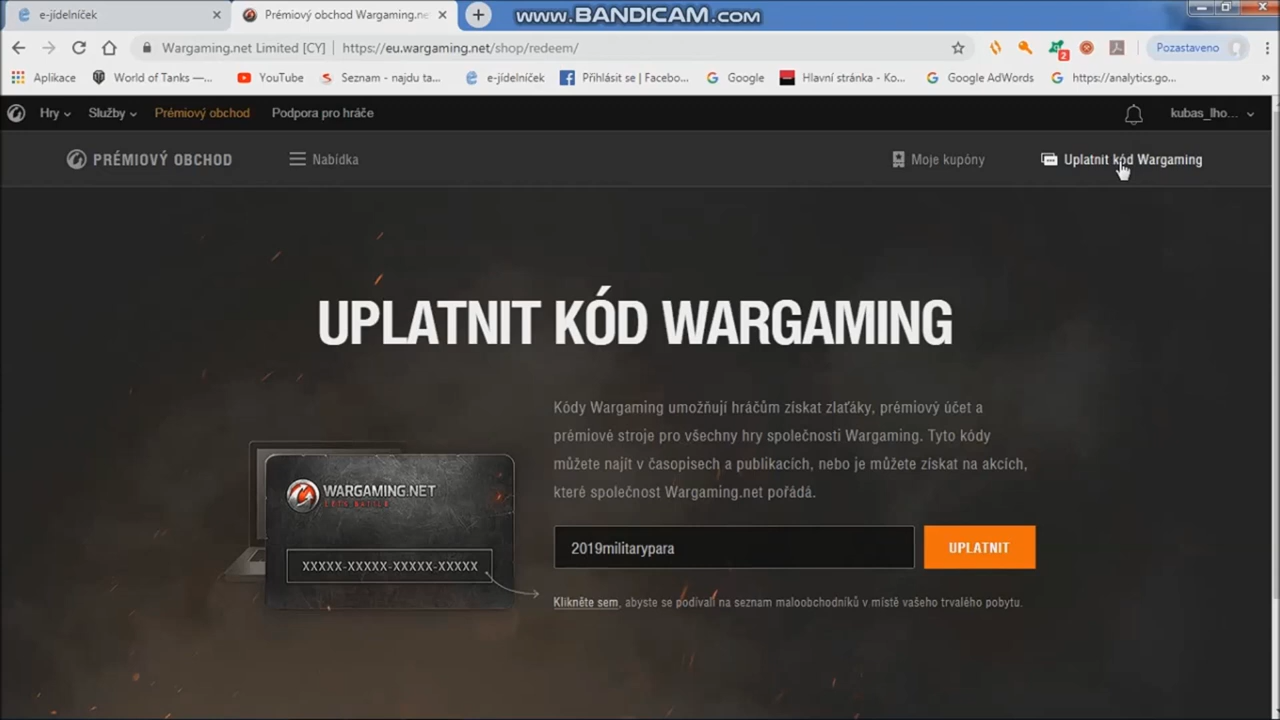 www.BANDICAM.com
e-jídelníček
Prémiový obchod Wargaming.ne
Wargaming.net Limited [CY]
https://eu.wargaming.net/shop/redeem/
Pozastaveno
Aplikace
World of Tanks —...
YouTube
Seznam - najdu ta...
e-jídelníček
Přihlásit se | Faceboo...
Google
Hlavní stránka - Ko...
Google AdWords
https://analytics.go...
»
2
Hry
Služby
Prémiový obchod
Podpora pro hráče
kubas_lho...
PRÉMIOVÝ OBCHOD
Nabídka
Moje kupóny
Uplatnit kód Wargaming
UPLATNIT KÓD WARGAMING
Kódy Wargaming umožňují hráčům získat zlaťáky, prémiový účet a
prémiové stroje pro všechny hry společnosti Wargaming. Tyto kódy
můžete najít v časopisech a publikacích, nebo je můžete získat na akcích,
které společnost Wargaming.net pořádá.
WARGAMING.NET
LET'S BATTLE
XXXXX-XXXXX-XXXXX-XXXXX
2019militarypara
UPLATNIT
Klikněte sem, abyste se podívali na seznam maloobchodníků v místě vašeho trvalého pobytu.